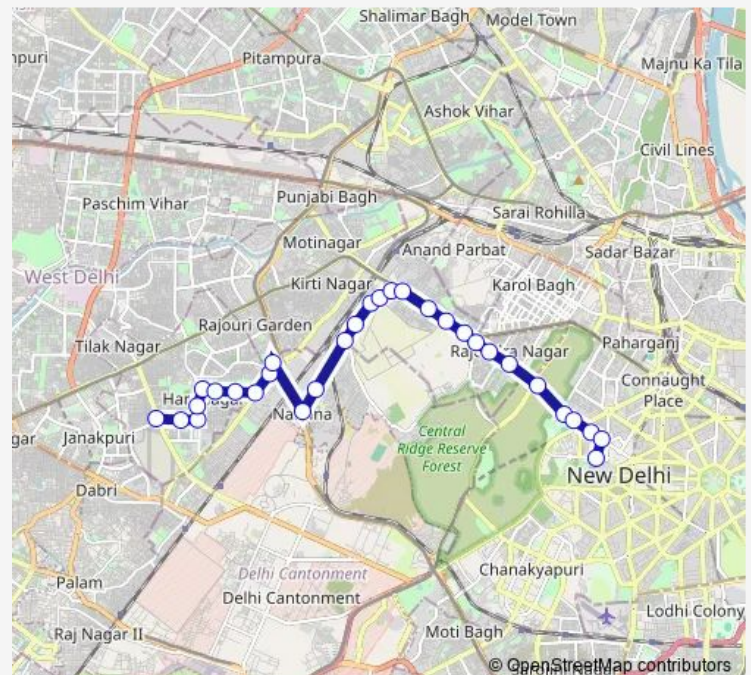 Shalimar Bagh
Model Town
npuri
Pitampura
Majnu Ka Tila
Ashok Vihar
Civil Lines
Punjabi Bagh
Paschim Vihar
Sarai Rohilla
Motinagar
Anand Parbat
Sadar Bazar
West Delhi
Kirti Nagar
Karol Bagh
Rajouri Garden
Tilak Nagar
Paharganj
Connaught
Place
gar
Janakpuri
Central
Ridge Reserve
Forest
New Delhi
Dabri
Chanakyapuri
Delhi Cantonment
Delhi Cantonment
Palam
Lodhi Colony
Raj Nagar II
Moti Bagh
© OpenStreetMap contributors